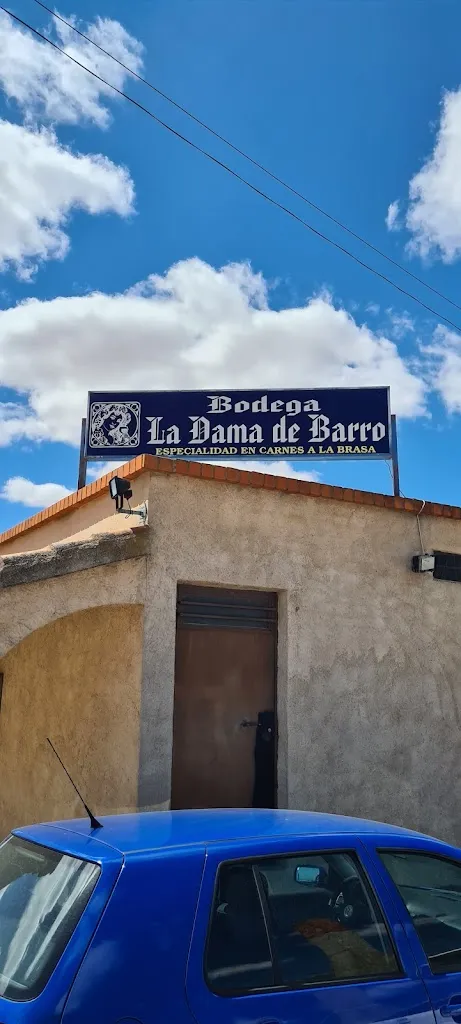 Bodega
La Dama de Barro
ESPECIALIDAD EN CARNES A LA BRASA